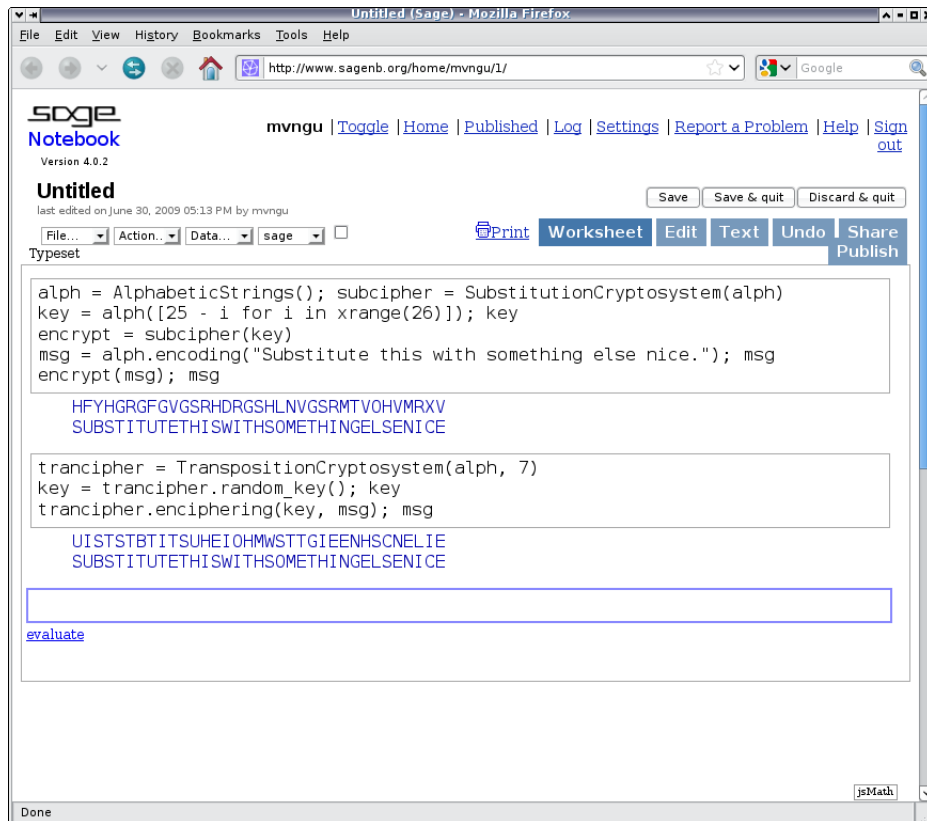 Untitled (Sage) - Mozilla Firefox
File Edit View History Bookmarks Tools Help
http://www.sagenb.org/home/mvngu/1/
Google
sage
Notebook
Version 4.0.2
mvngu | Toggle | Home | Published | Log | Settings | Report a Problem | Help | Sign out
Untitled
last edited on June 30, 2009 05:13 PM by mvngu
Save Save & quit Discard & quit
File... Action.. Data... sage
Typeset
Print Worksheet Edit Text Undo Share
Publish
alph = AlphabeticStrings(); subcipher = SubstitutionCryptosystem(alph)
key = alph([25 - i for i in xrange(26)]); key
encrypt = subcipher(key)
msg = alph.encoding("Substitute this with something else nice."); msg
encrypt(msg); msg
HFYHGRGFGVGSRHDRGSHLNVGSRMTVOHVMRXV
SUBSTITUTETHISWITHSOMETHINGELSENICE
trancipher = TranspositionCryptosystem(alph, 7)
key = trancipher.random_key(); key
trancipher.enciphering(key, msg); msg
UISTSTBTITSUHEIOHMWSTTGIEENHSCNELIE
SUBSTITUTETHISWITHSOMETHINGELSENICE
evaluate
jsMath
Done